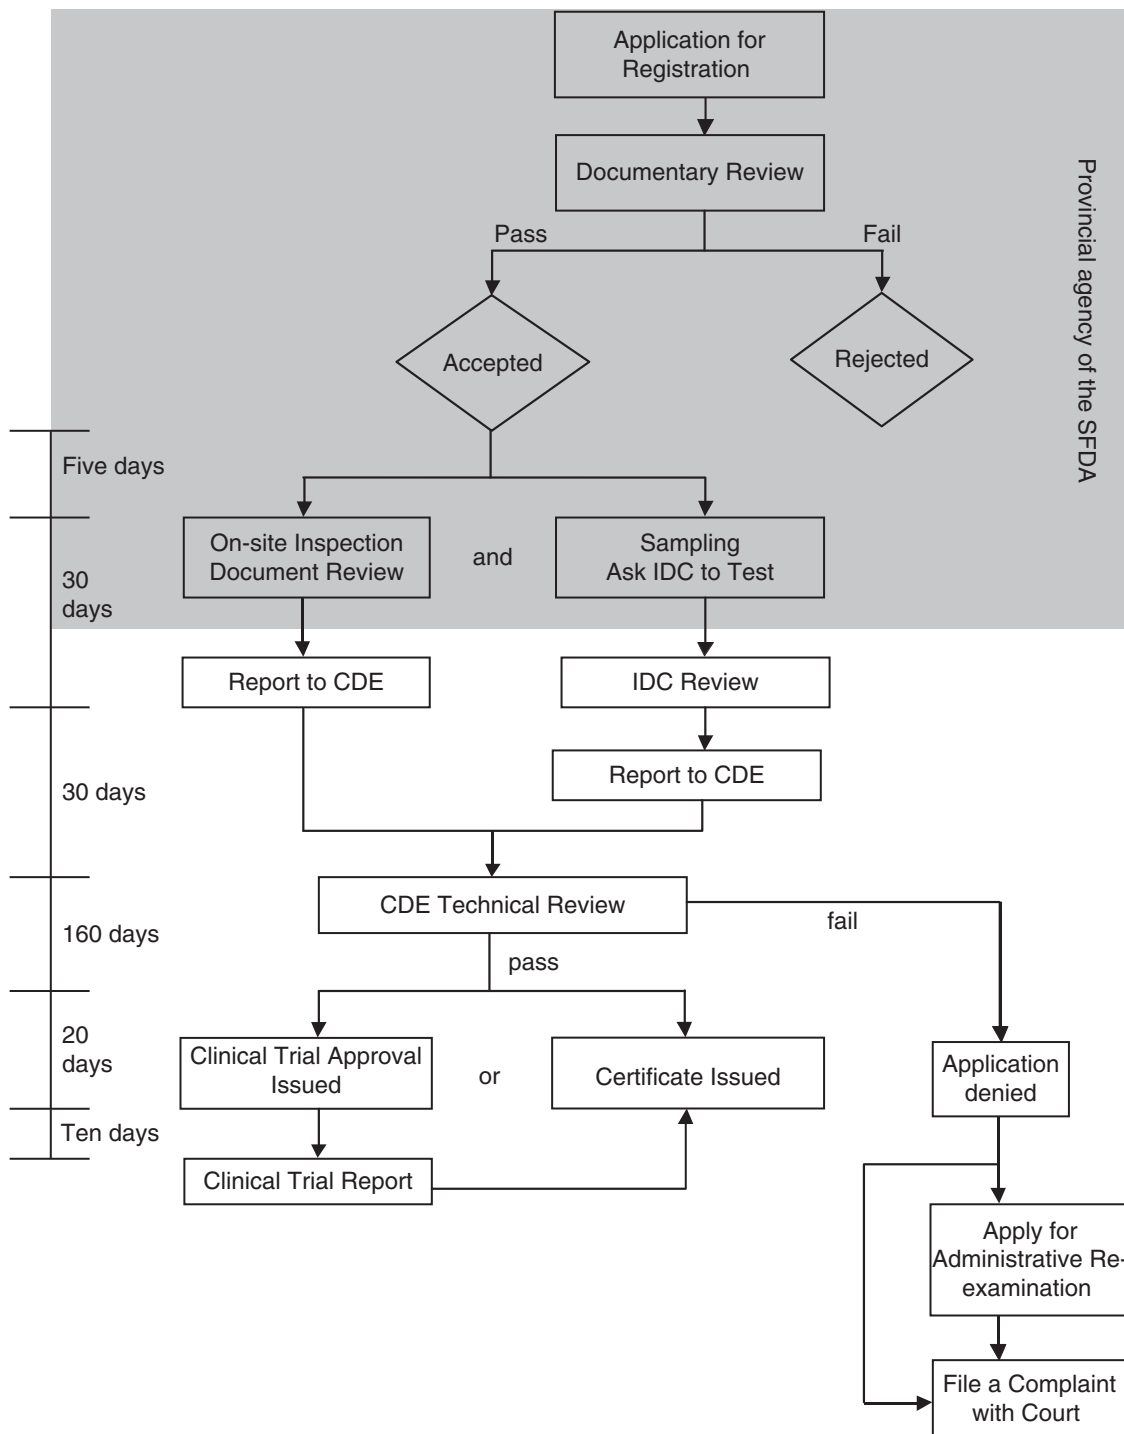 Application for
Registration
Documentary Review
Pass
Fail
Accepted
Rejected
Provincial agency of the SFDA
Five days
On-site Inspection
Document Review
and
Sampling
Ask IDC to Test
30
days
Report to CDE
IDC Review
Report to CDE
30 days
CDE Technical Review
fail
160 days
pass
20
days
Clinical Trial Approval
Issued
or
Certificate Issued
Application
denied
Ten days
Clinical Trial Report
Apply for
Administrative Re-
examination
File a Complaint
with Court